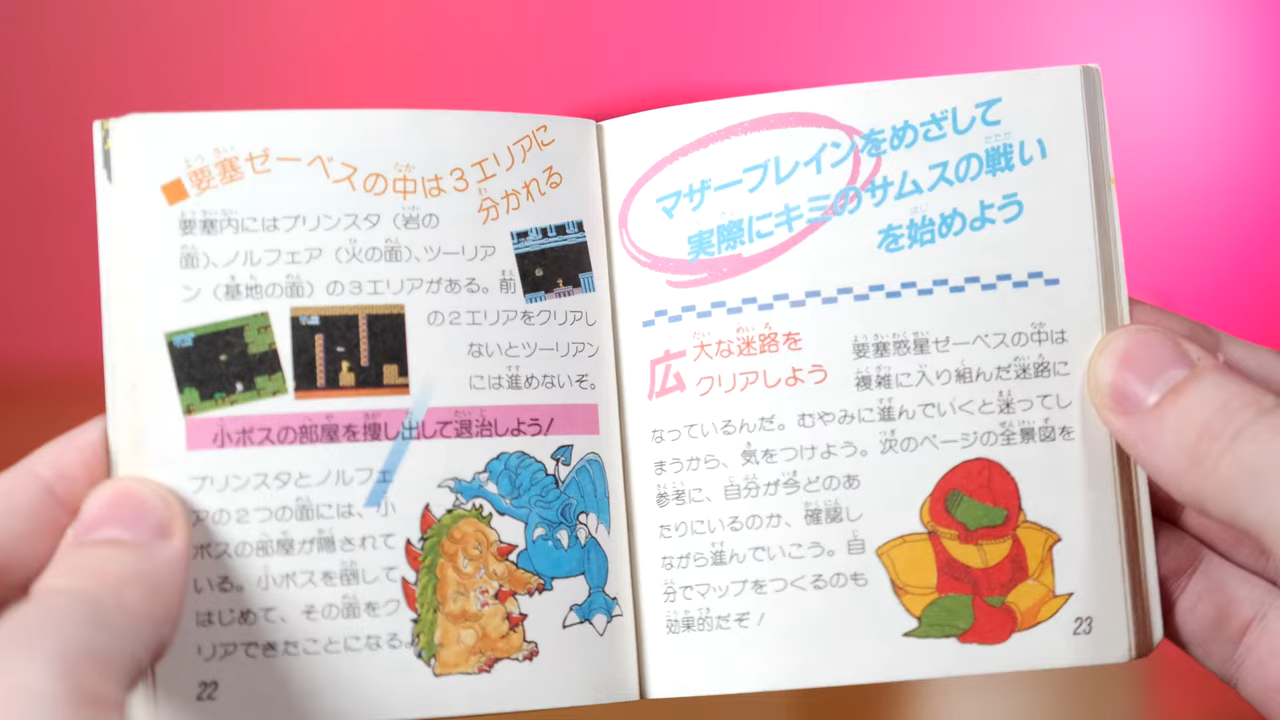 ■要塞ゼーベスの中は3エリアに
分かれる
要塞内にはブリンスタ（岩の
面）、ノルフェア（火の面）、ツーリア
ン（基地の面）の3エリアがある。前
の2エリアをクリアし
ないとツーリアン
には進めないぞ。
小ボスの部屋を捜し出して退治しよう！
ブリンスタとノルフェ
アの2つの面には、小
ボスの部屋が隠されて
いる。小ボスを倒して
はじめて、その面をク
リアできたことになる。
22
マザーブレインをめざして
実際にキミのサムスの戦い
を始めよう
広大な迷路を
クリアしよう
要塞惑星ゼーベスの中は
複雑に入り組んだ迷路に
なっているんだ。むやみに進んでいくと迷ってし
まうから、気をつけよう。次のページの全景図を
参考に、自分が今どのあ
たりにいるのか、確認し
ながら進んでいこう。自
分でマップをつくるのも
効果的だぞ！
23